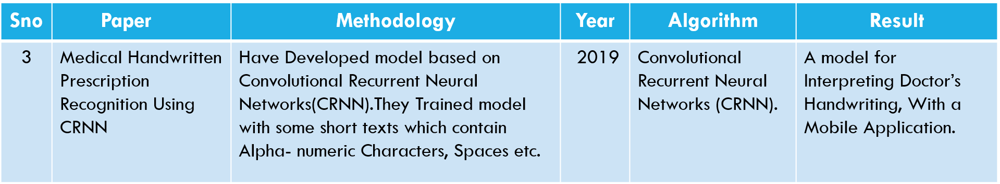 Sno Paper Methodology Year Algorithm Result
3
Medical Handwritten
Prescription
Recognition Using
CRNN
Have Developed model based on
Convolutional Recurrent Neural
Networks(CRNN).They Trained model
with some short texts which contain
Alpha- numeric Characters, Spaces etc.
2019
Convolutional
Recurrent Neural
Networks (CRNN).
A model for
Interpreting Doctor’s
Handwriting, With a
Mobile Application.